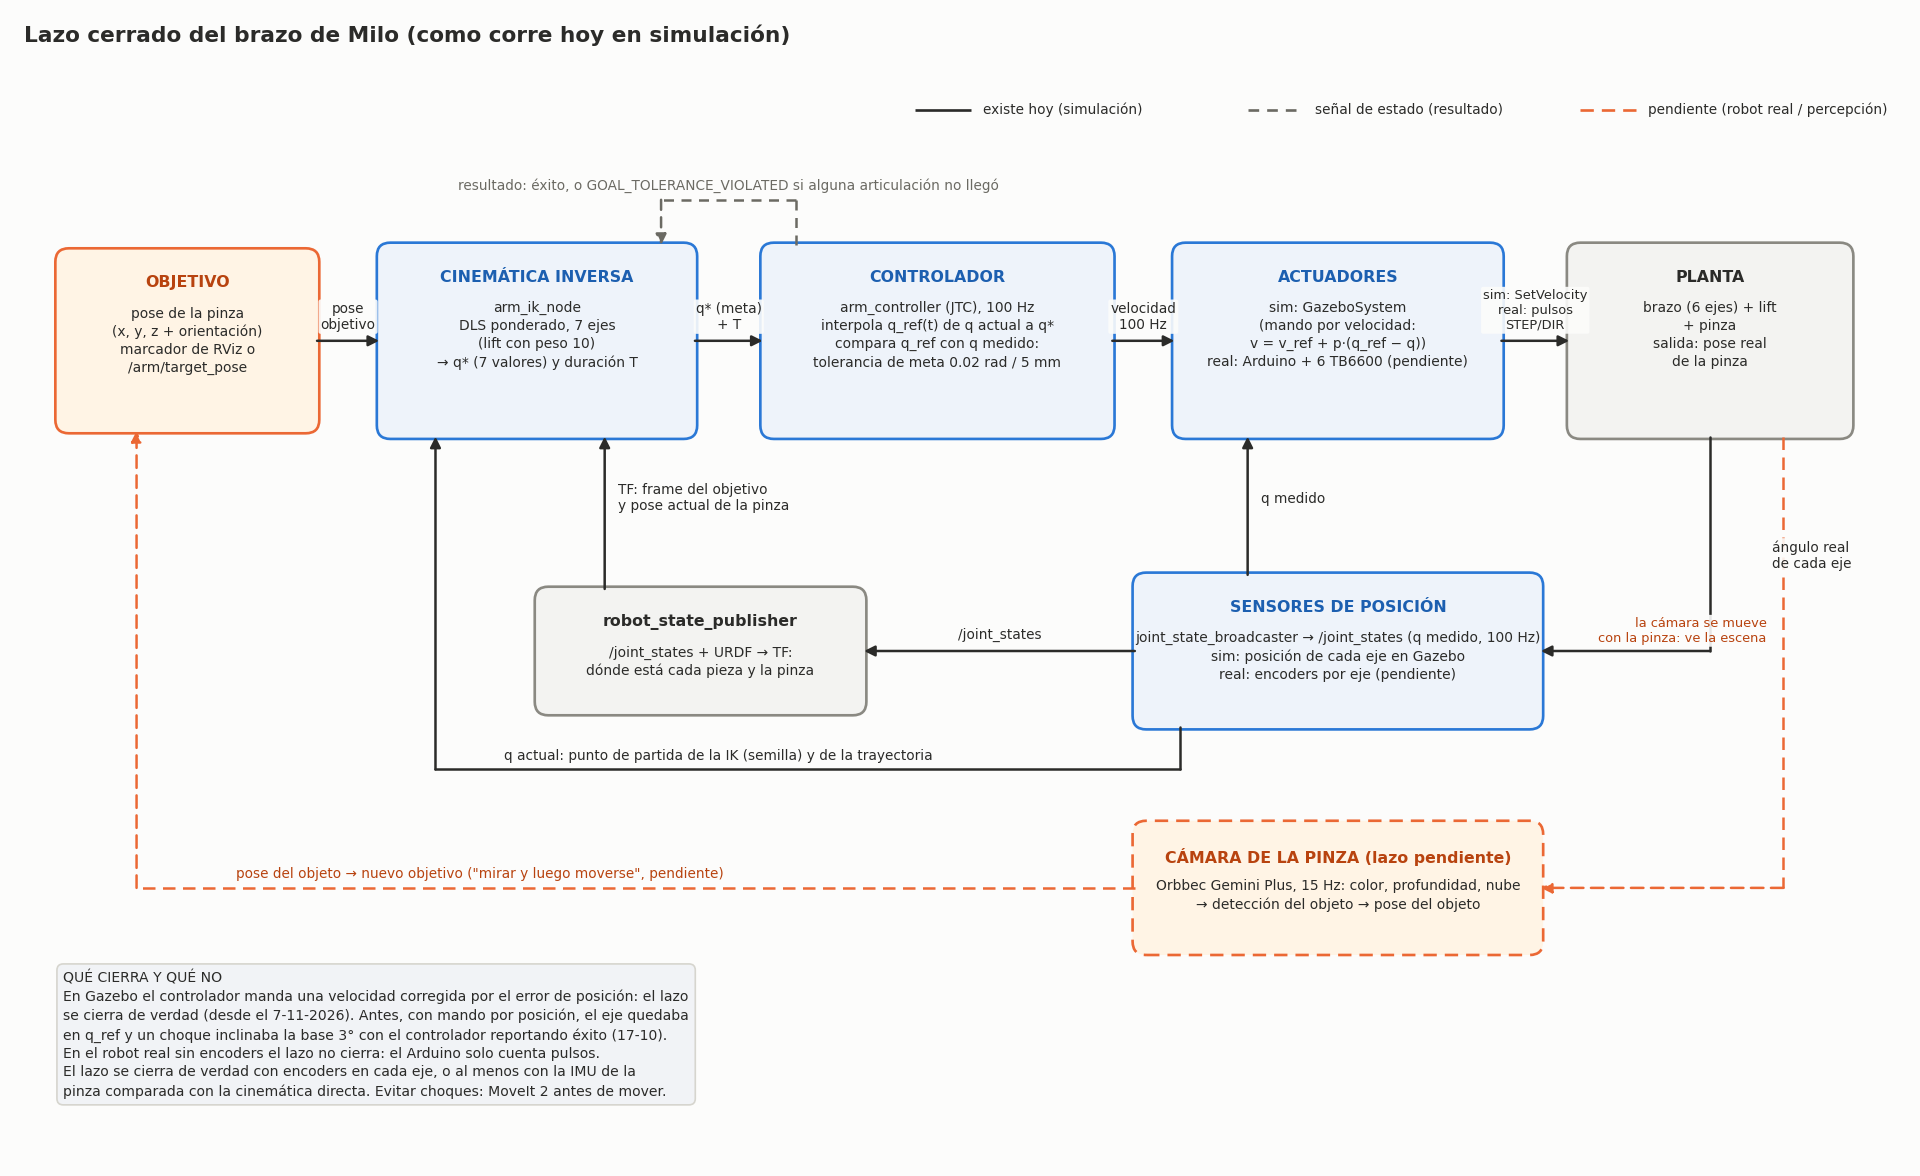 Lazo cerrado del brazo de Milo (como corre hoy en simulación)
existe hoy (simulación)
señal de estado (resultado)
pendiente (robot real / percepción)
resultado: éxito, o GOAL_TOLERANCE_VIOLATED si alguna articulación no llegó
OBJETIVO
pose de la pinza
(x, y, z + orientación)
marcador de RViz o
/arm/target_pose
pose
objetivo
CINEMÁTICA INVERSA
arm_ik_node
DLS ponderado, 7 ejes
(lift con peso 10)
→ q* (7 valores) y duración T
q* (meta)
+ T
CONTROLADOR
arm_controller (JTC), 100 Hz
interpola q_ref(t) de q actual a q*
compara q_ref con q medido:
tolerancia de meta 0.02 rad / 5 mm
velocidad
100 Hz
ACTUADORES
sim: GazeboSystem
(mando por velocidad:
v = v_ref + p·(q_ref − q))
real: Arduino + 6 TB6600 (pendiente)
sim: SetVelocity
real: pulsos
STEP/DIR
PLANTA
brazo (6 ejes) + lift
+ pinza
salida: pose real
de la pinza
TF: frame del objetivo
y pose actual de la pinza
q medido
ángulo real
de cada eje
robot_state_publisher
/joint_states + URDF → TF:
dónde está cada pieza y la pinza
/joint_states
SENSORES DE POSICIÓN
joint_state_broadcaster → /joint_states (q medido, 100 Hz)
sim: posición de cada eje en Gazebo
real: encoders por eje (pendiente)
la cámara se mueve
con la pinza: ve la escena
q actual: punto de partida de la IK (semilla) y de la trayectoria
CÁMARA DE LA PINZA (lazo pendiente)
Orbbec Gemini Plus, 15 Hz: color, profundidad, nube
→ detección del objeto → pose del objeto
pose del objeto → nuevo objetivo ("mirar y luego moverse", pendiente)
QUÉ CIERRA Y QUÉ NO
En Gazebo el controlador manda una velocidad corregida por el error de posición: el lazo
se cierra de verdad (desde el 7-11-2026). Antes, con mando por posición, el eje quedaba
en q_ref y un choque inclinaba la base 3° con el controlador reportando éxito (17-10).
En el robot real sin encoders el lazo no cierra: el Arduino solo cuenta pulsos.
El lazo se cierra de verdad con encoders en cada eje, o al menos con la IMU de la
pinza comparada con la cinemática directa. Evitar choques: MoveIt 2 antes de mover.